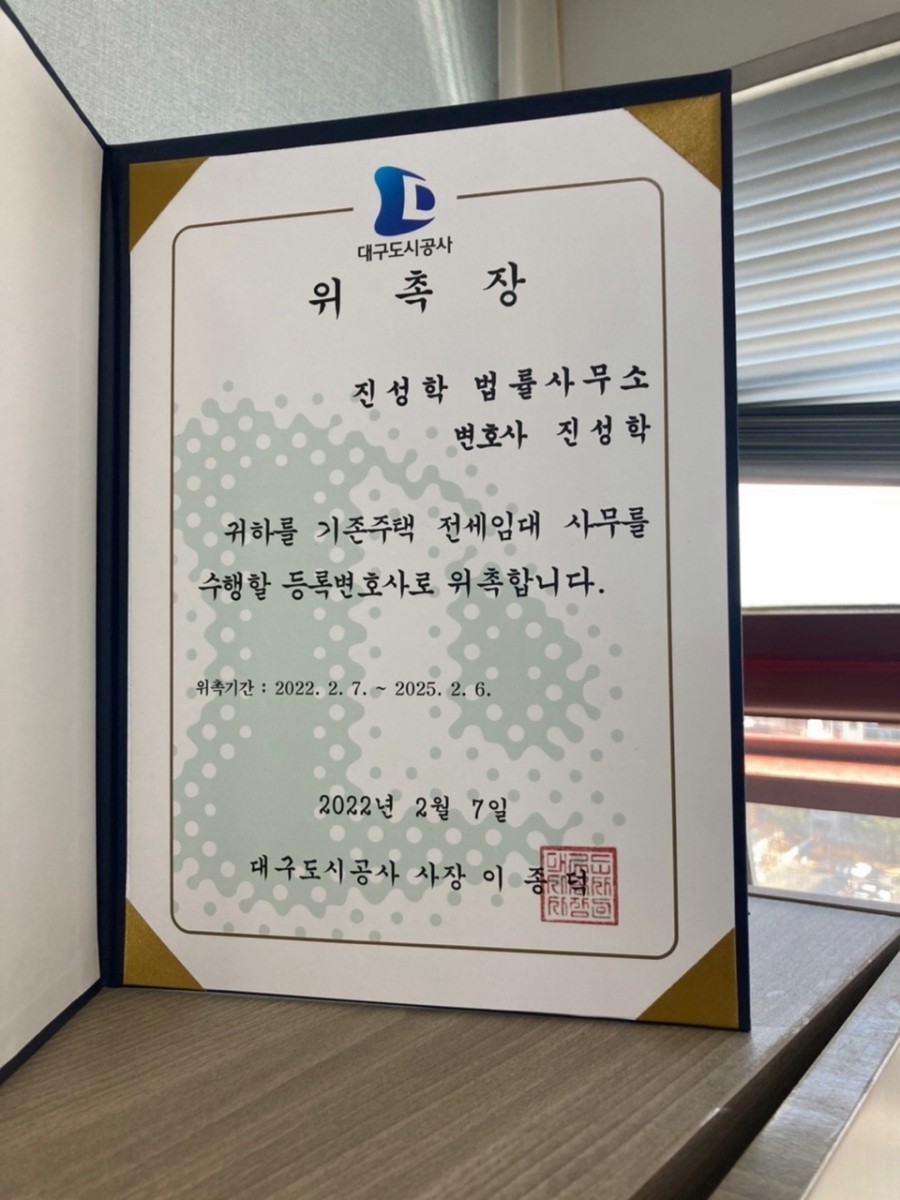 대구도시공사
위 촉 장
진성학 법률사무소
변호사 진성학
귀하를 기존주택 전세임대 사무를
수행할 등록변호사로 위촉합니다.
위촉기간 : 2022. 2. 7. ~ 2025. 2. 6.
2022년 2월 7일
대구도시공사 사장 이 종 덕